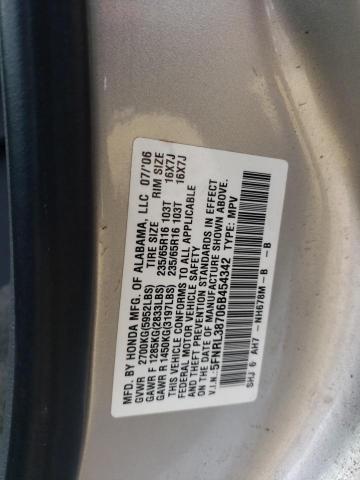 MFD. BY HONDA MFG. OF ALABAMA, LLC 07/'06
TIRE SIZE RIM SIZE
GVWR 2700KG(5952LBS)
GAWR F 1285KG(2833LBS) 235/65R16 103T 16X7J
GAWR R 1450KG(3197LBS) 235/65R16 103T 16X7J
THIS VEHICLE CONFORMS TO ALL APPLICABLE
FEDERAL MOTOR VEHICLE SAFETY
AND THEFT PREVENTION STANDARDS IN EFFECT
ON THE DATE OF MANUFACTURE SHOWN ABOVE.
V.I.N.: 5FNRL38706B454342 TYPE: MPV
SHJ 6 AH7 - NH678M - B - B